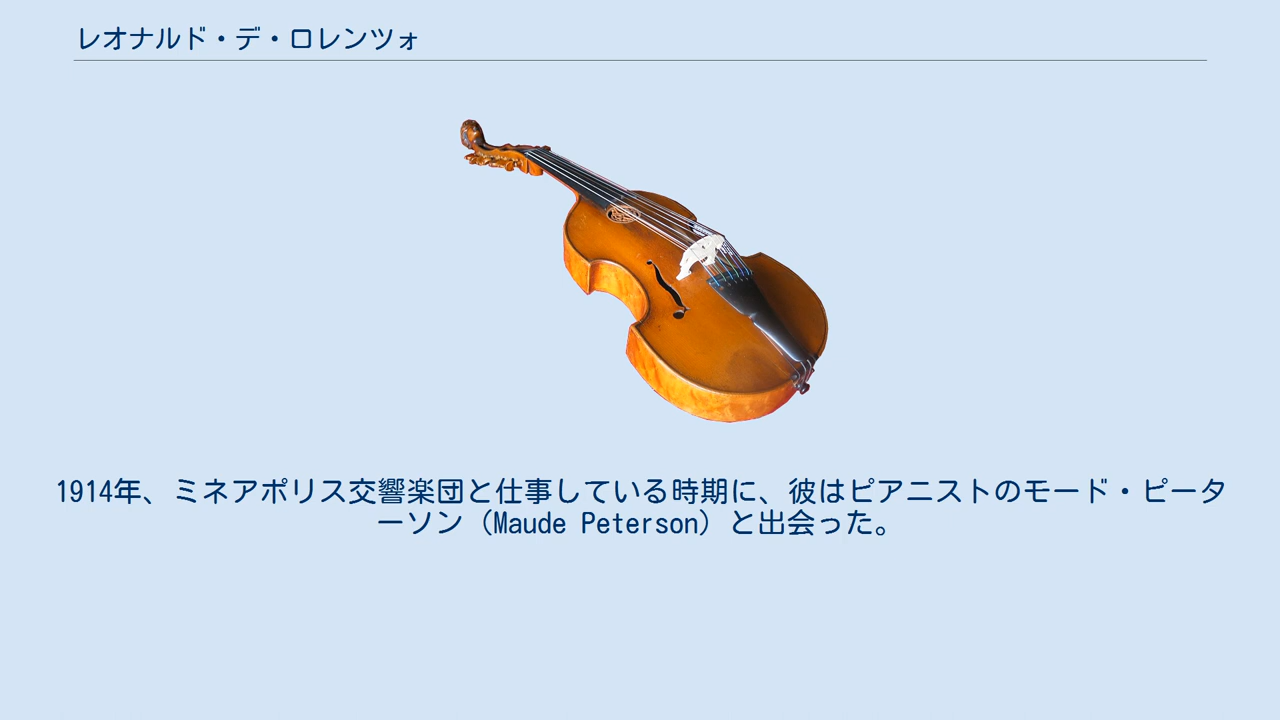 レオナルド・デ・ロレンツォ
1914年、ミネアポリス交響楽団と仕事している時期に、彼はピアニストのモード・ピータ
ーソン（Maude Peterson）と出会った。